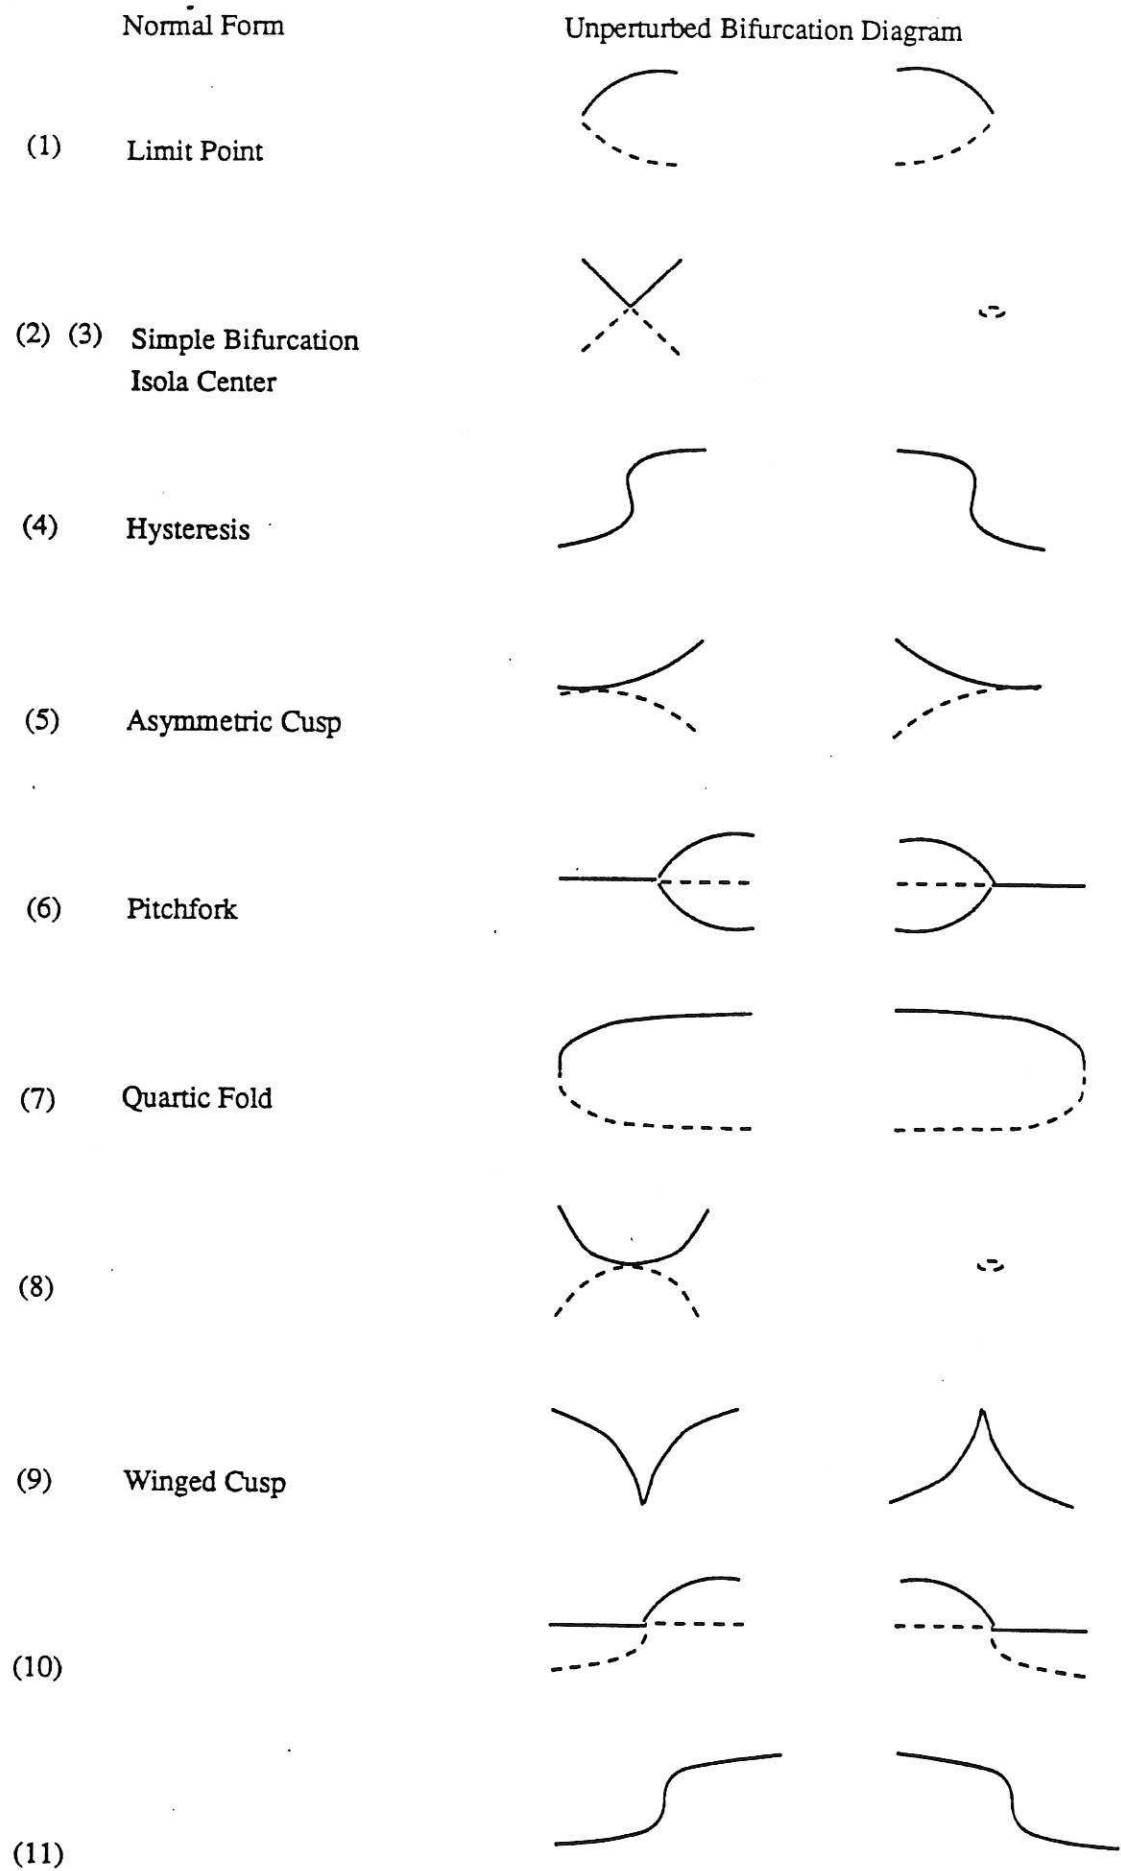 Normal Form Unperturbed Bifurcation Diagram
(1) Limit Point
(2) (3) Simple Bifurcation
Isola Center
(4) Hysteresis
(5) Asymmetric Cusp
(6) Pitchfork
(7) Quartic Fold
(8)
(9) Winged Cusp
(10)
(11)